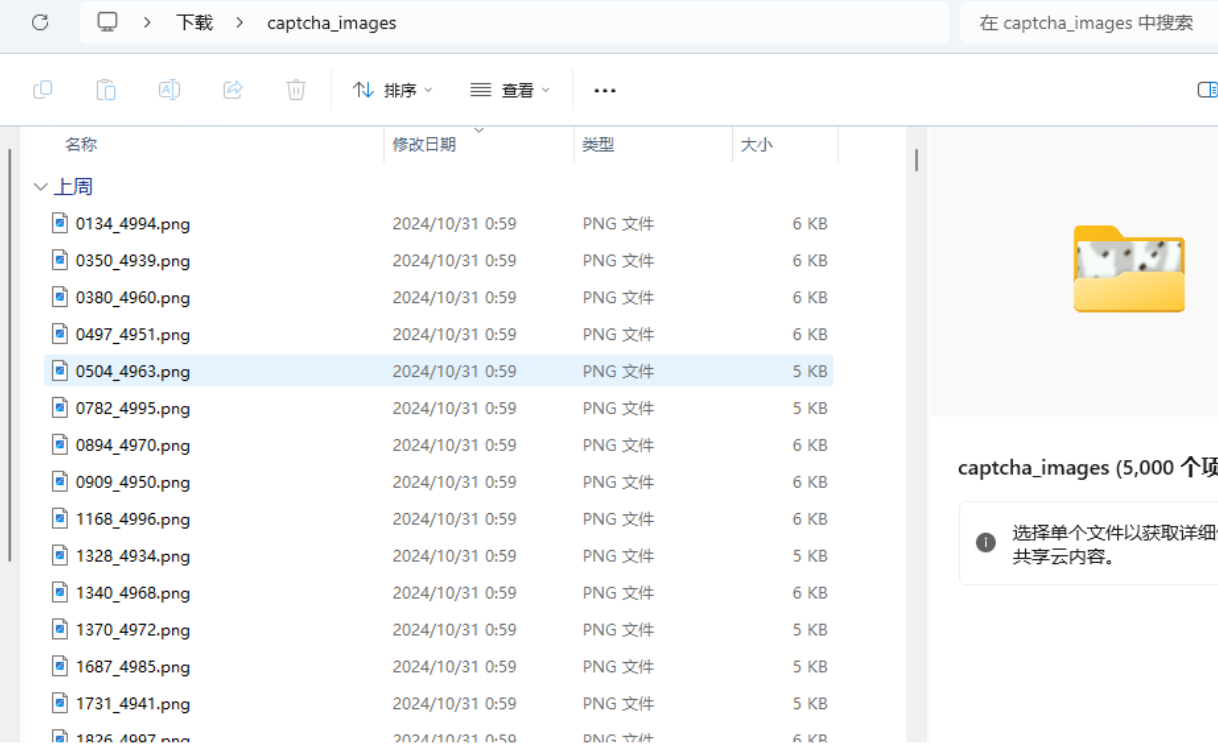 下载 captcha_images 在 captcha_images 中搜索
排序 查看
名称 修改日期 类型 大小
上周
0134_4994.png 2024/10/31 0:59 PNG 文件 6 KB
0350_4939.png 2024/10/31 0:59 PNG 文件 6 KB
0380_4960.png 2024/10/31 0:59 PNG 文件 6 KB
0497_4951.png 2024/10/31 0:59 PNG 文件 6 KB
0504_4963.png 2024/10/31 0:59 PNG 文件 5 KB
0782_4995.png 2024/10/31 0:59 PNG 文件 5 KB
0894_4970.png 2024/10/31 0:59 PNG 文件 6 KB
0909_4950.png 2024/10/31 0:59 PNG 文件 6 KB
1168_4996.png 2024/10/31 0:59 PNG 文件 6 KB
1328_4934.png 2024/10/31 0:59 PNG 文件 5 KB
1340_4968.png 2024/10/31 0:59 PNG 文件 6 KB
1370_4972.png 2024/10/31 0:59 PNG 文件 5 KB
1687_4985.png 2024/10/31 0:59 PNG 文件 5 KB
1731_4941.png 2024/10/31 0:59 PNG 文件 5 KB
1826_4997.png 2024/10/31 0:59 PNG 文件 6 KB
captcha_images (5,000 个项
选择单个文件以获取详细
共享云内容。